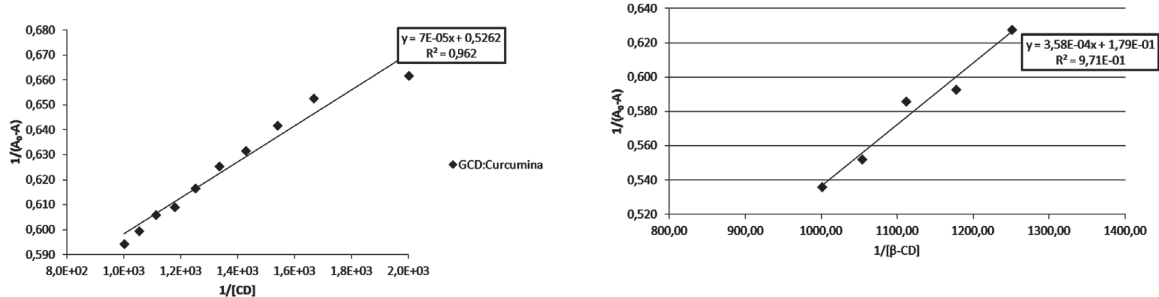 0,680
0,670
0,660
0,650
0,640
0,630
0,620
0,610
0,600
0,590
1/(A₀-A)
y = 7E-05x + 0,5262
R² = 0,962
◆GCD:Curcumina
8,0E+02 1,0E+03 1,2E+03 1,4E+03 1,6E+03 1,8E+03 2,0E+03
1/[CD]
0,640
0,620
0,600
0,580
0,560
0,540
0,520
1/(A₀-A)
y = 3,58E-04x + 1,79E-01
R² = 9,71E-01
800,00 900,00 1000,00 1100,00 1200,00 1300,00 1400,00
1/[β-CD]